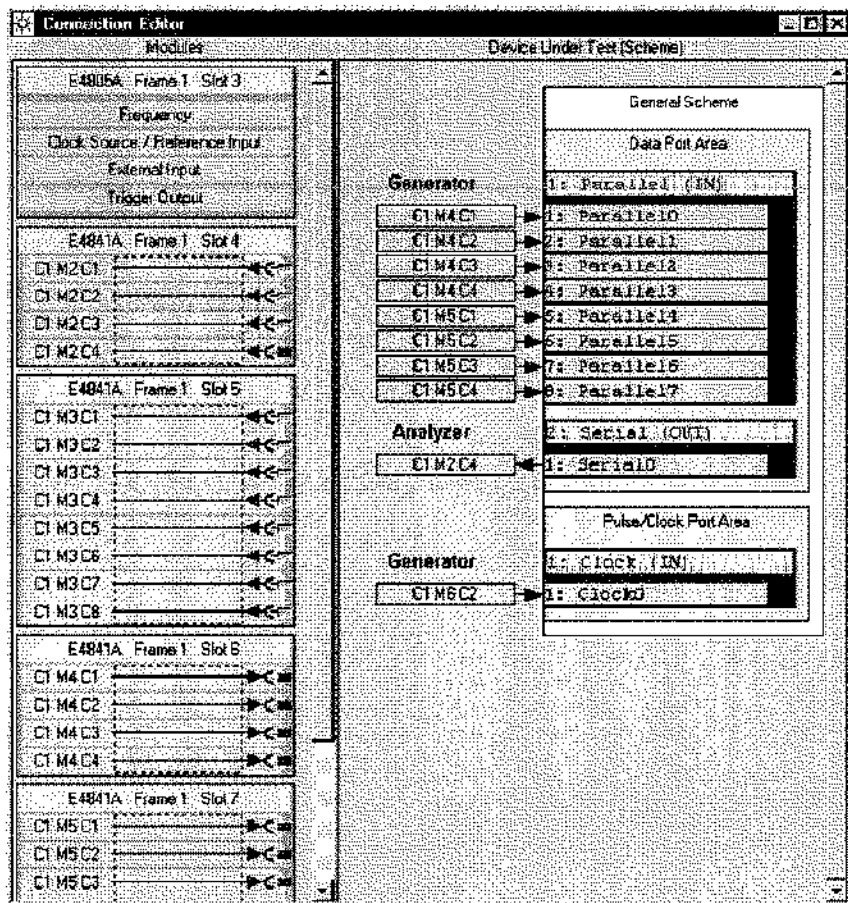 Connection Editor
Modules
Device Under Test (Scheme)
E4805A Frame 1 Slot 3
Frequency
Clock Source / Reference Input
External Input
Trigger Output
E4841A Frame 1 Slot 4
C1 M2 C1
C1 M2 C2
C1 M2 C3
C1 M2 C4
E4841A Frame 1 Slot 5
C1 M3 C1
C1 M3 C2
C1 M3 C3
C1 M3 C4
C1 M3 C5
C1 M3 C6
C1 M3 C7
C1 M3 C8
E4841A Frame 1 Slot 6
C1 M4 C1
C1 M4 C2
C1 M4 C3
C1 M4 C4
E4841A Frame 1 Slot 7
C1 M5 C1
C1 M5 C2
C1 M5 C3
General Scheme
Data Port Area
Generator
1: Parallel (IN)
C1 M4 C1
1: Parallel0
C1 M4 C2
2: Parallel1
C1 M4 C3
3: Parallel2
C1 M4 C4
4: Parallel3
C1 M5 C1
5: Parallel4
C1 M5 C2
6: Parallel5
C1 M5 C3
7: Parallel6
C1 M5 C4
8: Parallel7
Analyzer
2: Serial (OUT)
C1 M2 C4
1: Serial0
Pulse/Clock Port Area
Generator
1: Clock (IN)
C1 M6 C2
1: Clock0